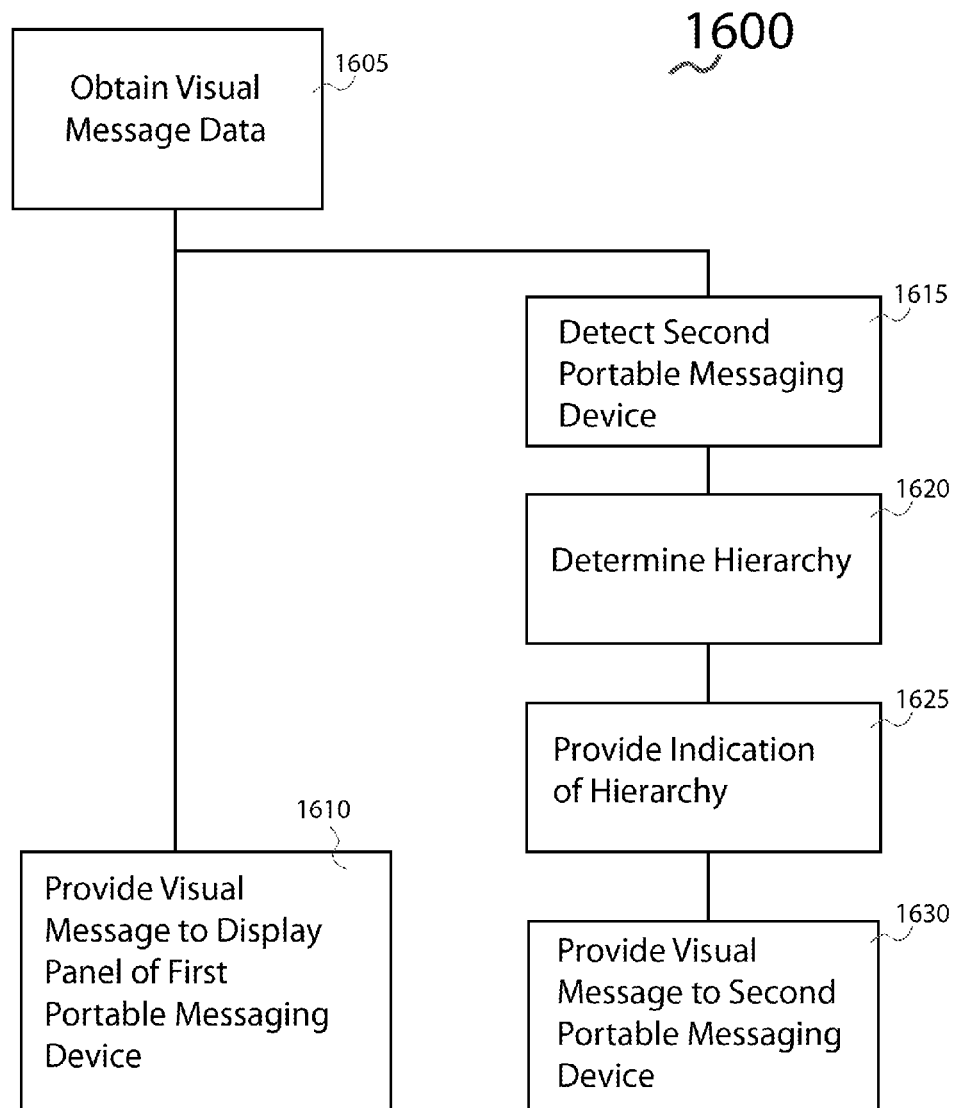 1600
Obtain Visual
Message Data
1605
Detect Second
Portable Messaging
Device
1615
Determine Hierarchy
1620
Provide Indication
of Hierarchy
1625
Provide Visual
Message to Display
Panel of First
Portable Messaging
Device
1610
Provide Visual
Message to Second
Portable Messaging
Device
1630